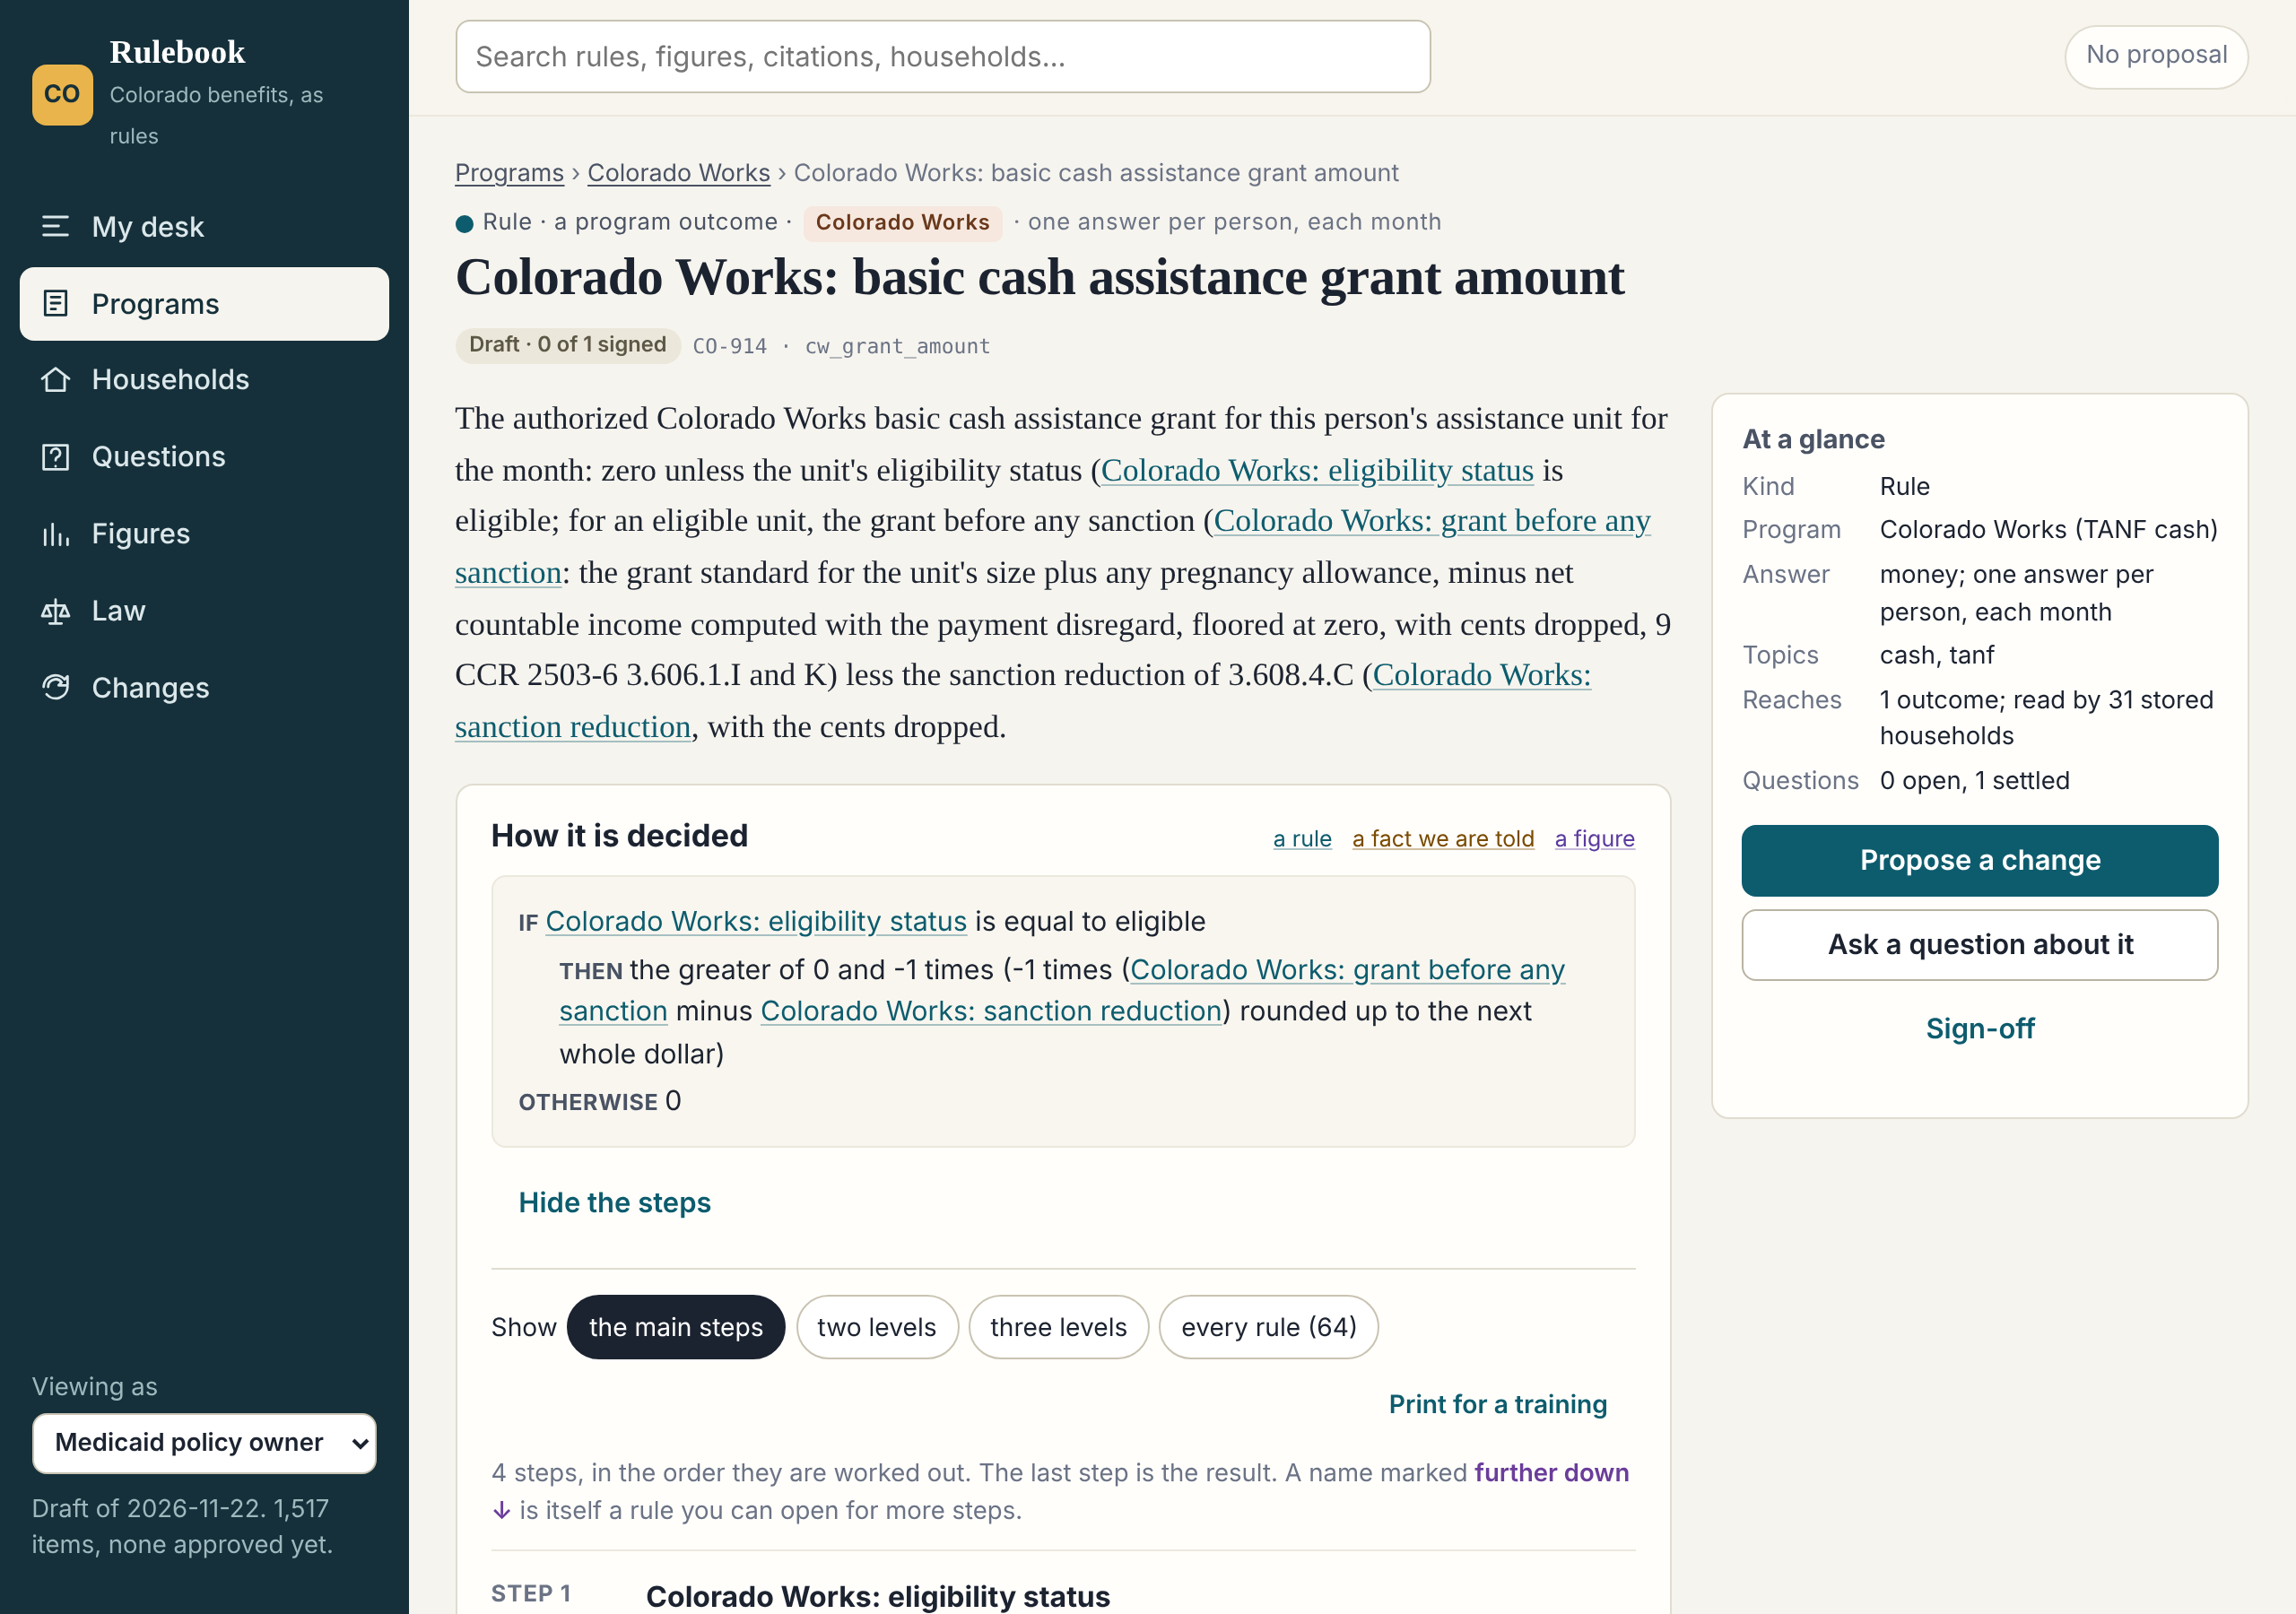 CO
Rulebook
Colorado benefits, as
rules
My desk
Programs
Households
Questions
Figures
Law
Changes
Viewing as
Medicaid policy owner
Draft of 2026-11-22. 1,517
items, none approved yet.
Search rules, figures, citations, households...
No proposal
Programs › Colorado Works › Colorado Works: basic cash assistance grant amount
Rule · a program outcome · Colorado Works · one answer per person, each month
Colorado Works: basic cash assistance grant amount
Draft · 0 of 1 signed CO-914 · cw_grant_amount
The authorized Colorado Works basic cash assistance grant for this person's assistance unit for
the month: zero unless the unit's eligibility status (Colorado Works: eligibility status is
eligible; for an eligible unit, the grant before any sanction (Colorado Works: grant before any
sanction: the grant standard for the unit's size plus any pregnancy allowance, minus net
countable income computed with the payment disregard, floored at zero, with cents dropped, 9
CCR 2503-6 3.606.1.I and K) less the sanction reduction of 3.608.4.C (Colorado Works:
sanction reduction, with the cents dropped.
How it is decided
a rule a fact we are told a figure
IF Colorado Works: eligibility status is equal to eligible
THEN the greater of 0 and -1 times (-1 times (Colorado Works: grant before any
sanction minus Colorado Works: sanction reduction) rounded up to the next
whole dollar)
OTHERWISE 0
Hide the steps
Show the main steps two levels three levels every rule (64)
Print for a training
4 steps, in the order they are worked out. The last step is the result. A name marked further down
↓ is itself a rule you can open for more steps.
STEP 1 Colorado Works: eligibility status
At a glance
Kind Rule
Program Colorado Works (TANF cash)
Answer money; one answer per
person, each month
Topics cash, tanf
Reaches 1 outcome; read by 31 stored
households
Questions 0 open, 1 settled
Propose a change
Ask a question about it
Sign-off